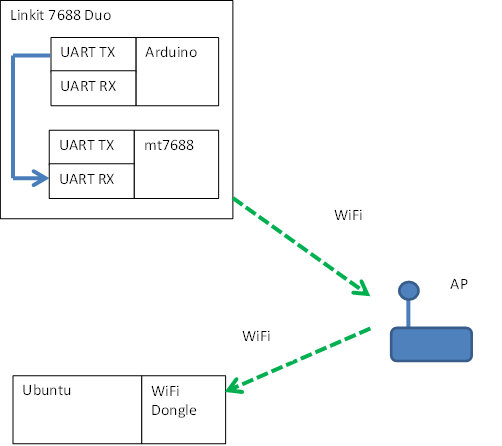 Linkit 7688 Duo
UART TX
Arduino
UART RX
UART TX
mt7688
UART RX
WiFi
AP
WiFi
Ubuntu
WiFi
Dongle